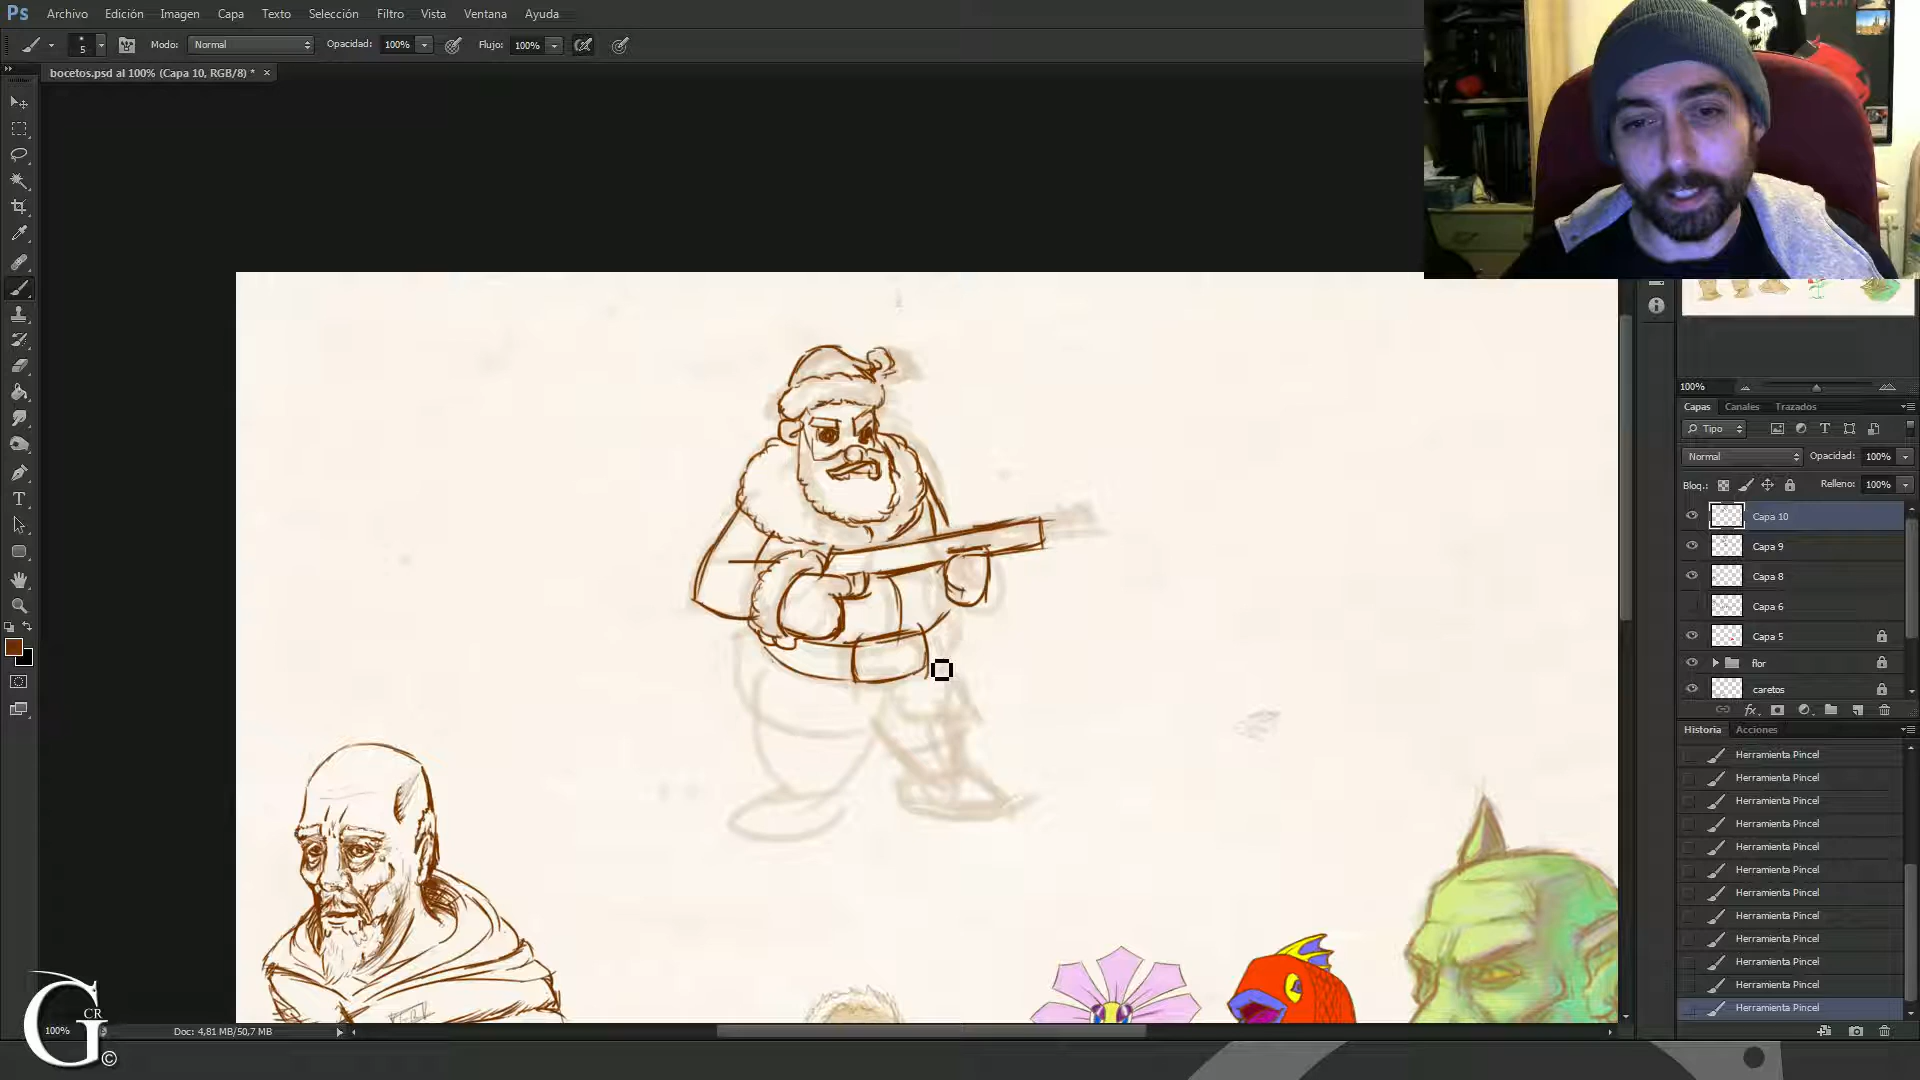 Ps Archivo Edición Imagen Capa Texto Selección Filtro Vista Ventana Ayuda
5 Modo: Normal Opacidad: 100% Flujo: 100%
bocetos.psd al 100% (Capa 10, RGB/8) * ×
100%
Capas Canales Trazados
Tipo
Normal Opacidad: 100%
Bloq.: Relleno: 100%
Capa 10
Capa 9
Capa 8
Capa 6
Capa 5
flor
caretos
fx
Historia Acciones
Herramienta Pincel
Herramienta Pincel
Herramienta Pincel
Herramienta Pincel
Herramienta Pincel
Herramienta Pincel
Herramienta Pincel
Herramienta Pincel
Herramienta Pincel
Herramienta Pincel
Herramienta Pincel
Herramienta Pincel
100% Doc: 4,81 MB/50,7 MB
G CR ©